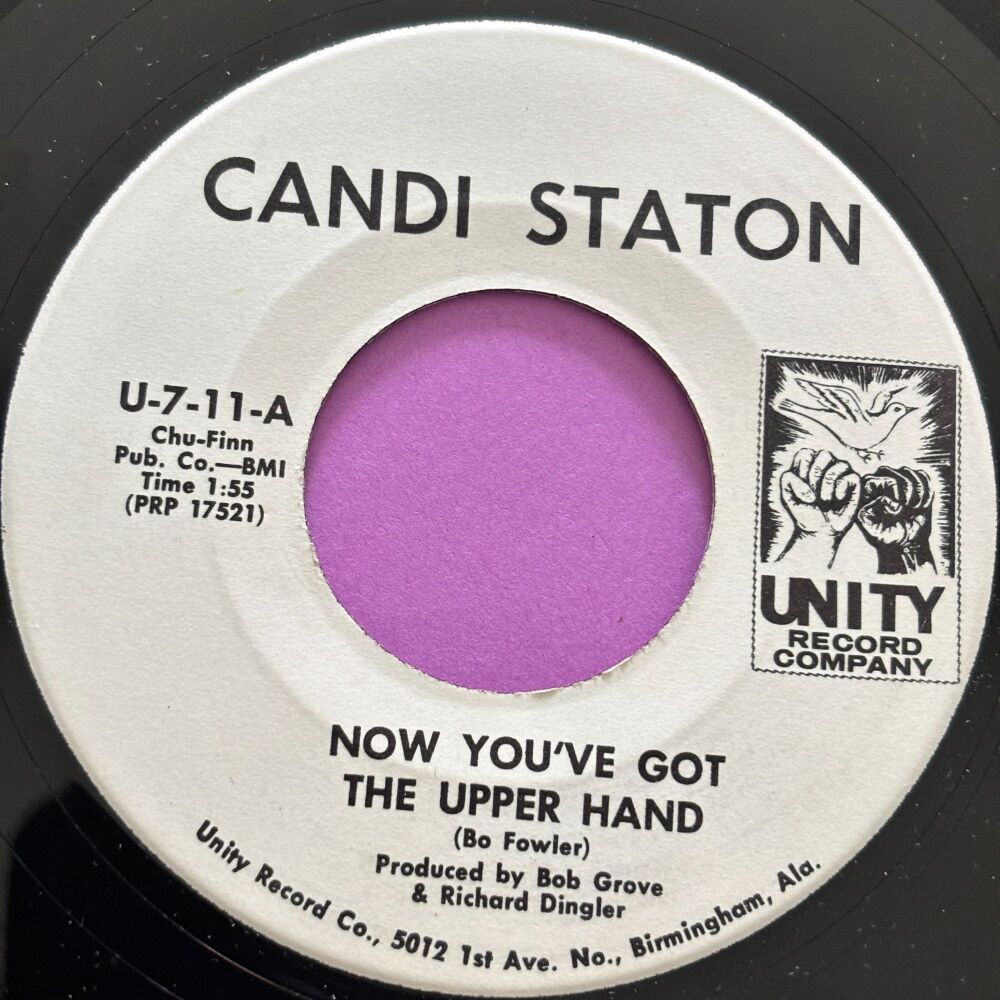 CANDI STATON
U-7-11-A
Chu-Finn
Pub. Co.—BMI
Time 1:55
(PRP 17521)
UNITY
RECORD
COMPANY
NOW YOU'VE GOT
THE UPPER HAND
(Bo Fowler)
Produced by Bob Grove
& Richard Dingler
Unity Record Co., 5012 1st Ave. No., Birmingham, Ala.